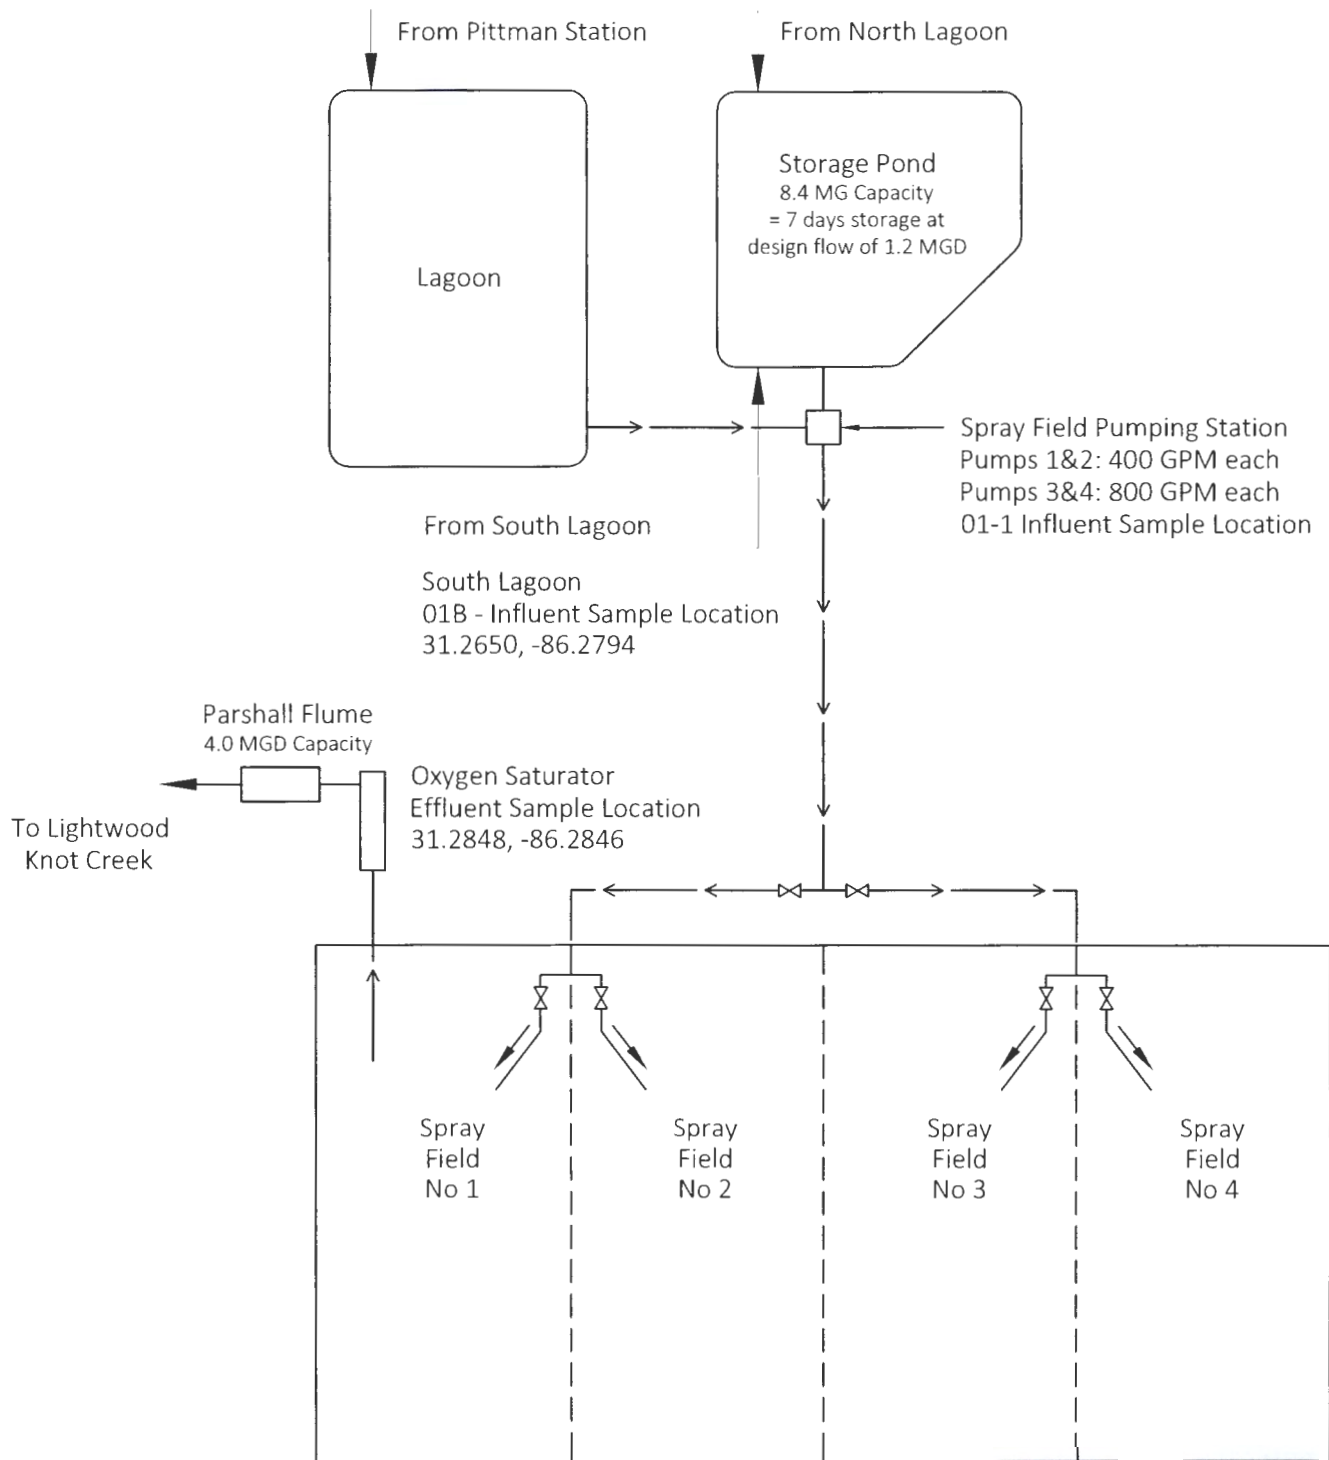 From Pittman Station
From North Lagoon
Storage Pond
8.4 MG Capacity
= 7 days storage at
design flow of 1.2 MGD
Lagoon
Spray Field Pumping Station
Pumps 1&2: 400 GPM each
Pumps 3&4: 800 GPM each
01-1 Influent Sample Location
From South Lagoon
South Lagoon
01B - Influent Sample Location
31.2650, -86.2794
Parshall Flume
4.0 MGD Capacity
Oxygen Saturator
Effluent Sample Location
31.2848, -86.2846
To Lightwood
Knot Creek
Spray
Field
No 1
Spray
Field
No 2
Spray
Field
No 3
Spray
Field
No 4